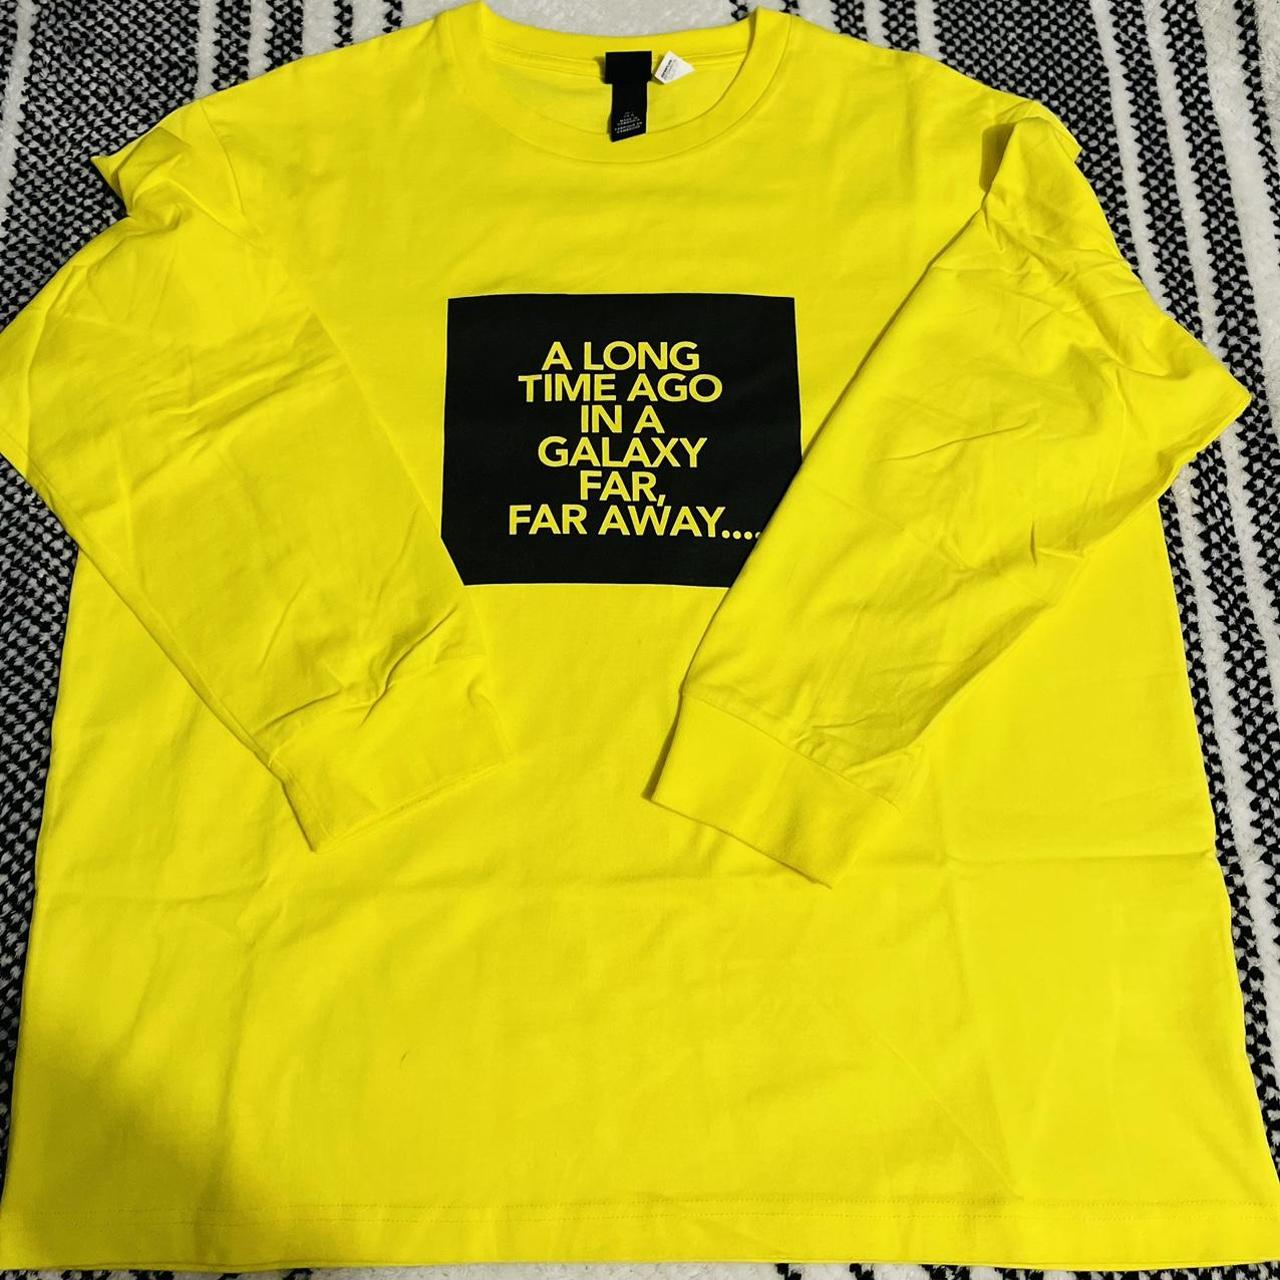 A LONG
TIME AGO
IN A
GALAXY
FAR,
FAR AWAY....